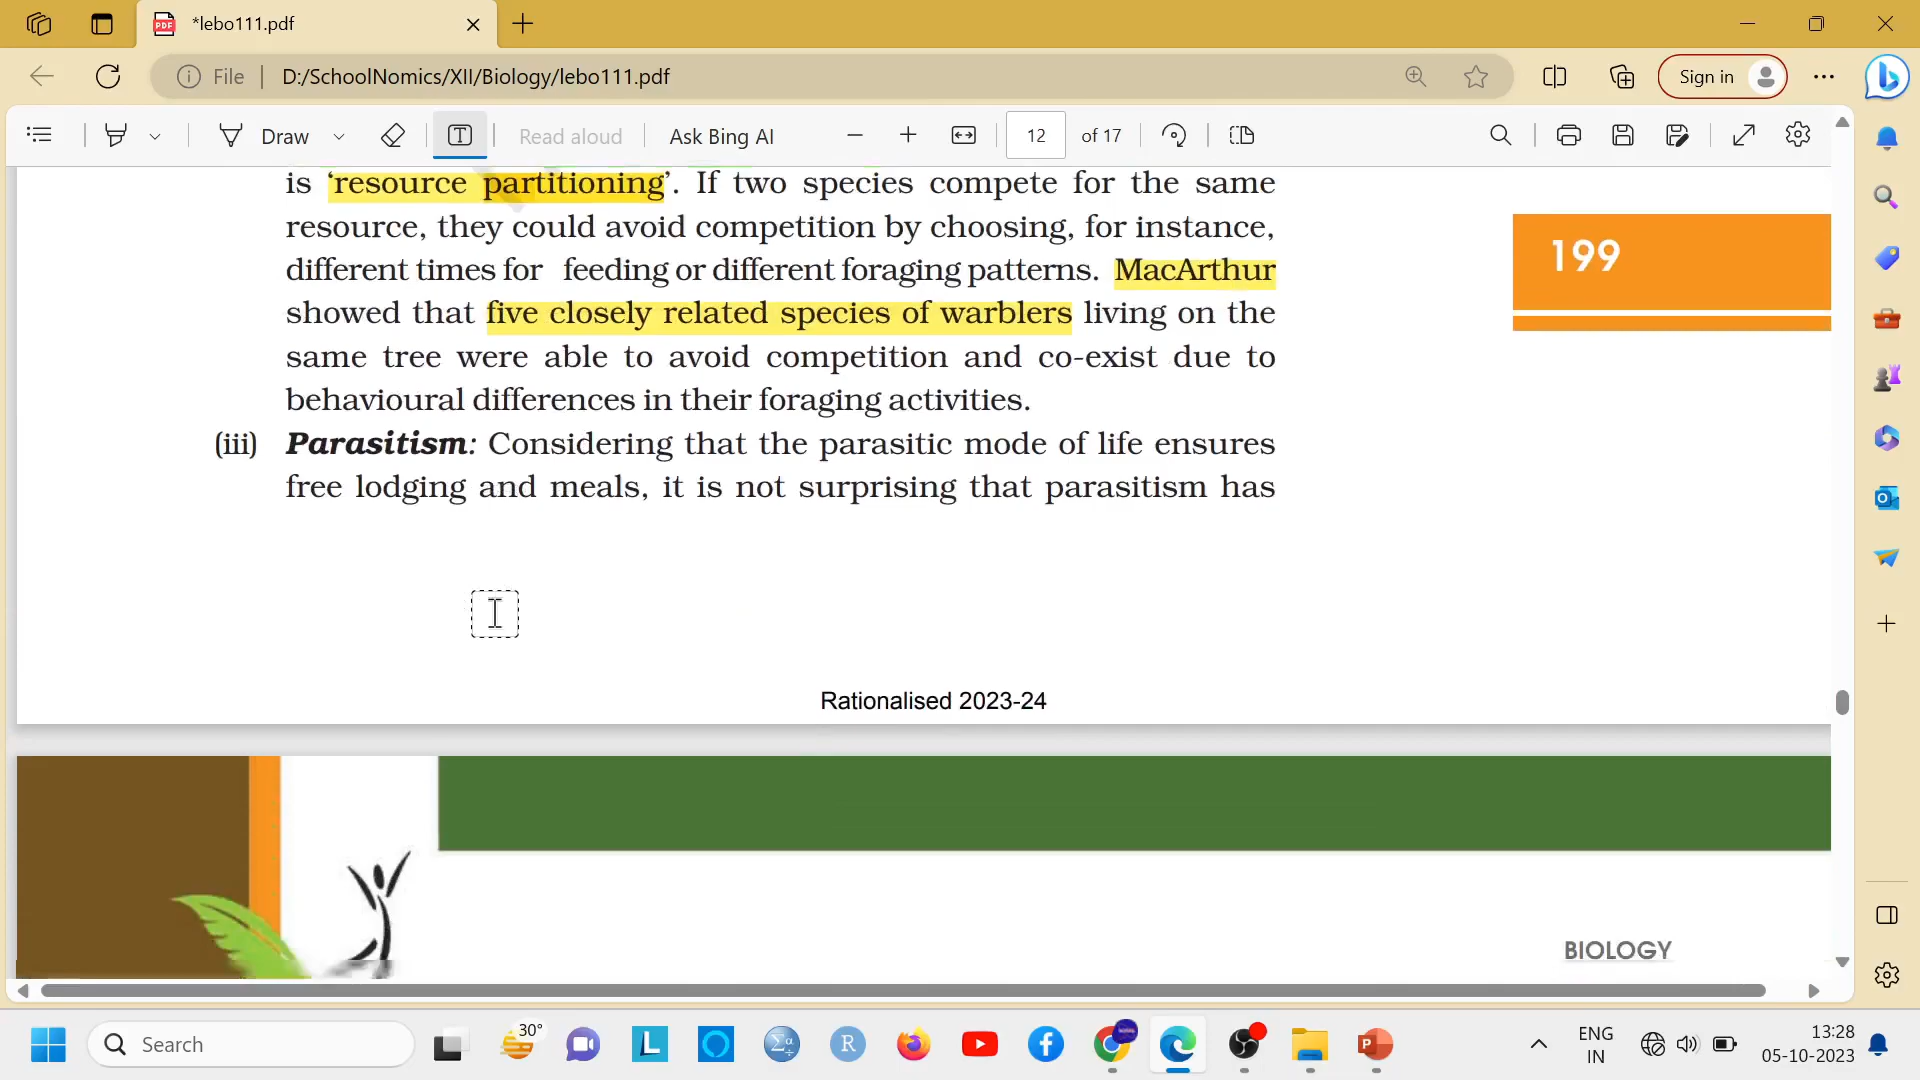 *lebo111.pdf
File
D:/SchoolNomics/XII/Biology/lebo111.pdf
Sign in
Draw
Read aloud
Ask Bing AI
12
of 17
is ‘resource partitioning’. If two species compete for the same
resource, they could avoid competition by choosing, for instance,
different times for feeding or different foraging patterns. MacArthur
showed that five closely related species of warblers living on the
same tree were able to avoid competition and co-exist due to
behavioural differences in their foraging activities.
(iii) Parasitism: Considering that the parasitic mode of life ensures
free lodging and meals, it is not surprising that parasitism has
199
Rationalised 2023-24
BIOLOGY
Search
30°
ENG
IN
13:28
05-10-2023